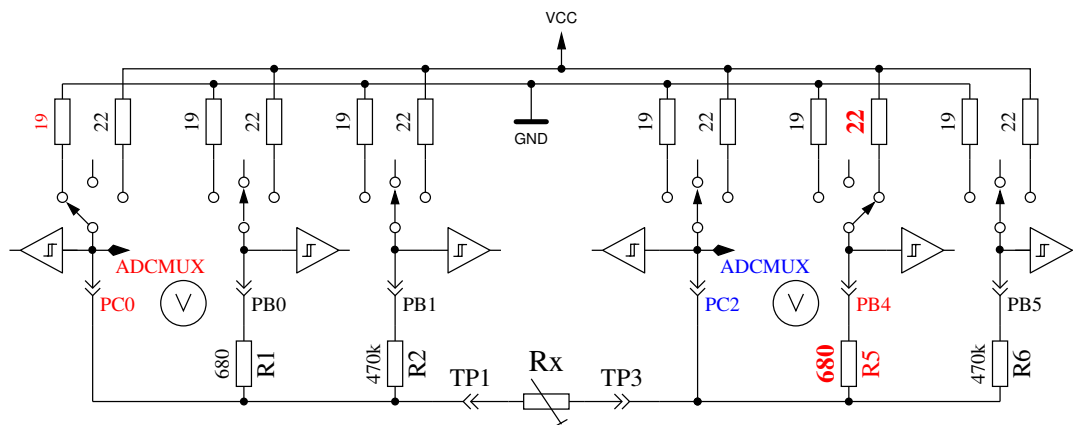 VCC
19
22
19
22
19
22
GND
19
22
19
22
19
22
ADCMUX
ADCMUX
PC0
V
PB0
PB1
PC2
V
PB4
PB5
680
R1
470k
R2
680
R5
470k
R6
TP1
Rx
TP3